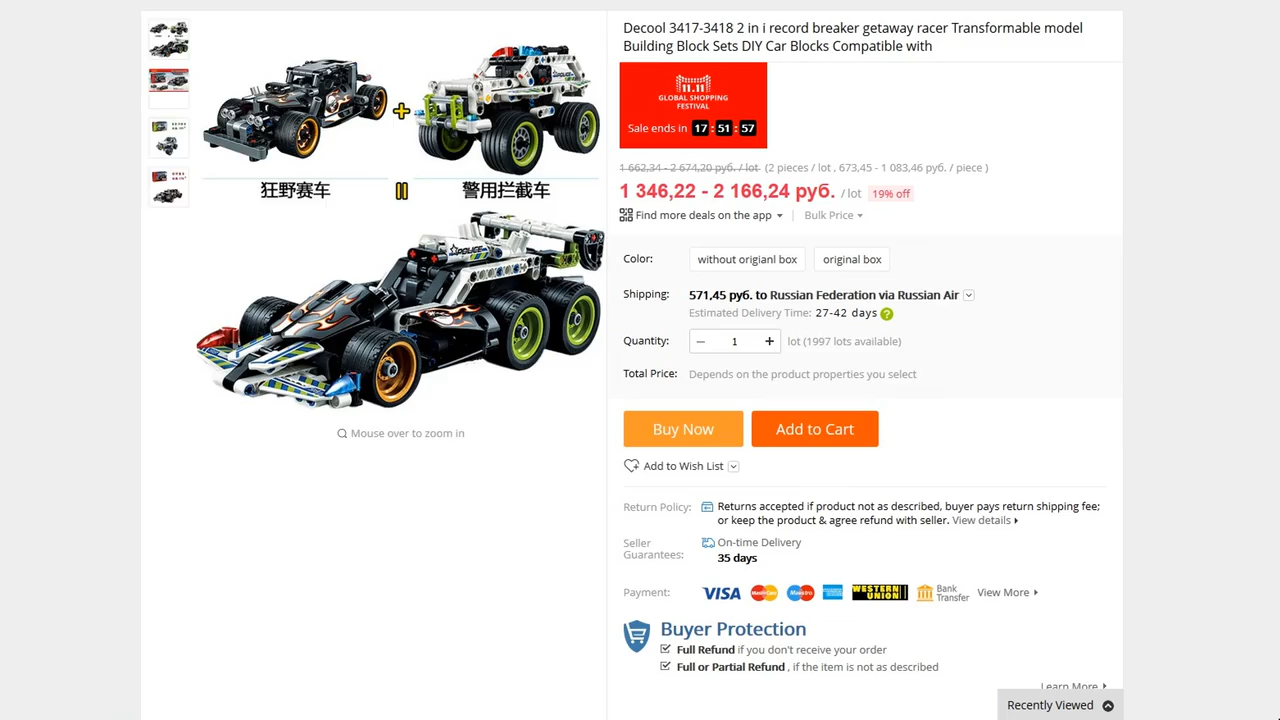 狂野赛车
警用拦截车
POLICE
POLICE
Mouse over to zoom in
Decool 3417-3418 2 in i record breaker getaway racer Transformable model
Building Block Sets DIY Car Blocks Compatible with
11.11
GLOBAL SHOPPING
FESTIVAL
Sale ends in 17 : 51 : 57
1 662,34 - 2 674,20 руб. / lot (2 pieces / lot , 673,45 - 1 083,46 руб. / piece )
1 346,22 - 2 166,24 руб. / lot 19% off
Find more deals on the app | Bulk Price
Color: without origianl box original box
Shipping: 571,45 руб. to Russian Federation via Russian Air
Estimated Delivery Time: 27-42 days ?
Quantity: – 1 + lot (1997 lots available)
Total Price: Depends on the product properties you select
Buy Now Add to Cart
Add to Wish List
Return Policy: Returns accepted if product not as described, buyer pays return shipping fee;
or keep the product & agree refund with seller. View details
Seller
Guarantees:
On-time Delivery
35 days
Payment: VISA MasterCard Maestro WESTERN UNION Bank Transfer View More
Buyer Protection
Full Refund if you don't receive your order
Full or Partial Refund , if the item is not as described
Learn More
Recently Viewed